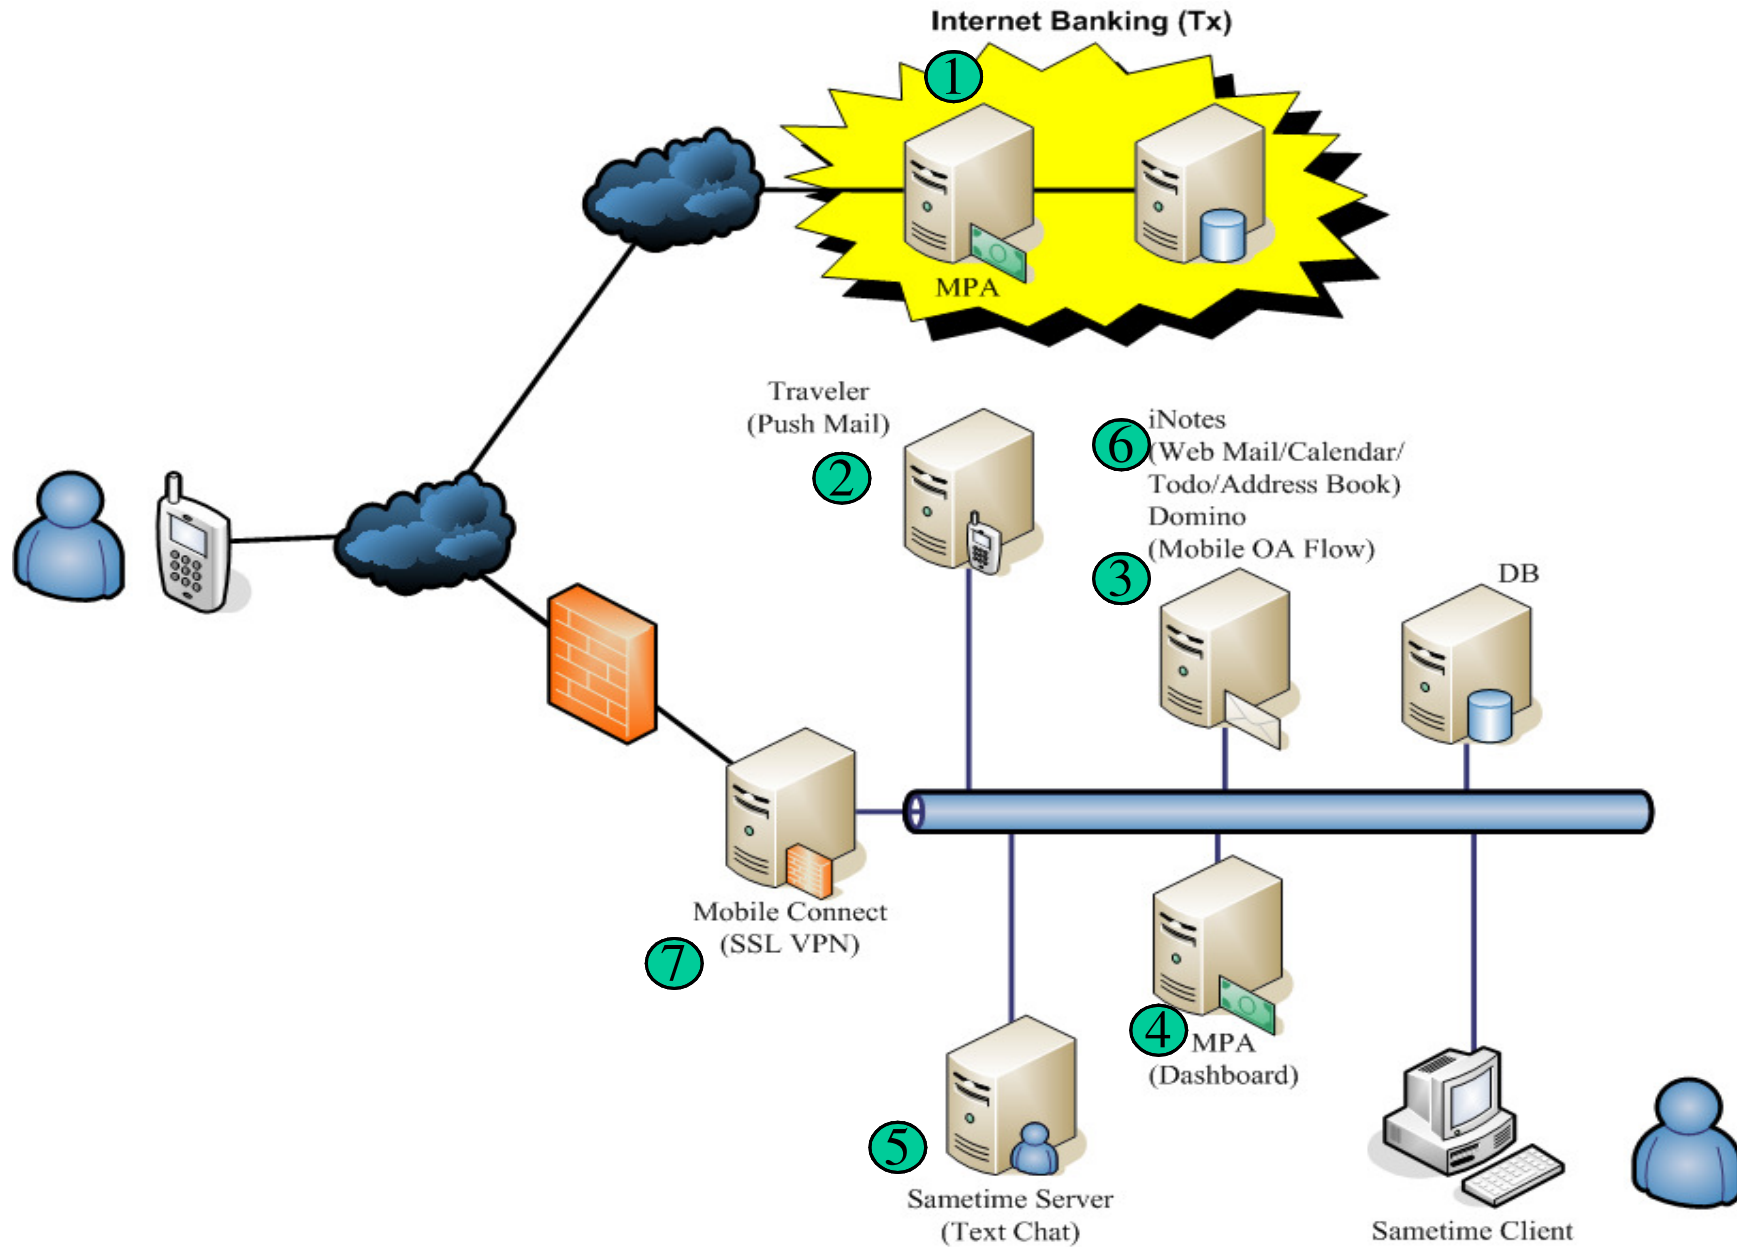 Internet Banking (Tx)
1
MPA
Traveler
(Push Mail)
2
6
iNotes
(Web Mail/Calendar/
Todo/Address Book)
Domino
(Mobile OA Flow)
3
DB
Mobile Connect
(SSL VPN)
7
4
MPA
(Dashboard)
5
Sametime Server
(Text Chat)
Sametime Client